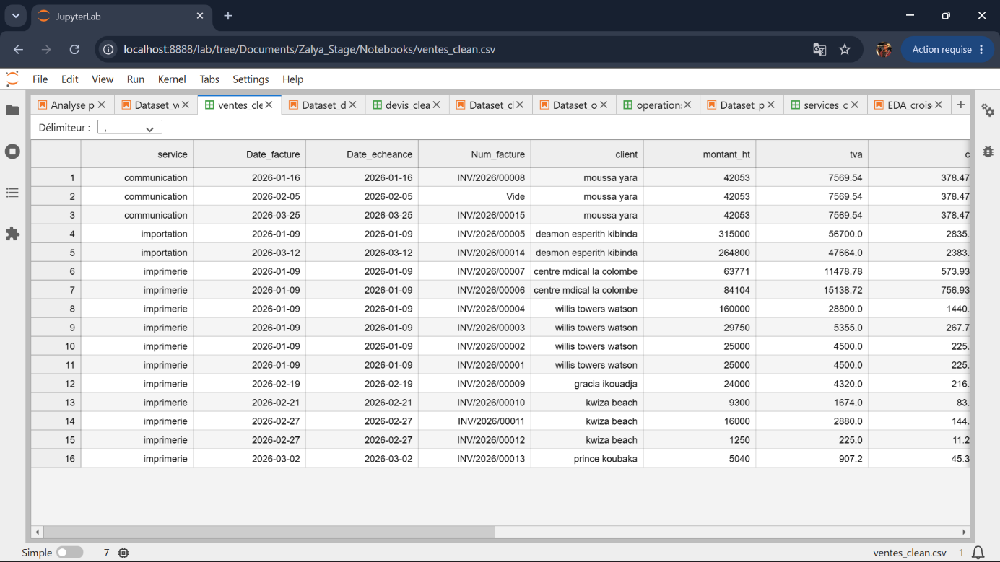 JupyterLab
localhost:8888/lab/tree/Documents/Zalya_Stage/Notebooks/ventes_clean.csv
Action requise
File Edit View Run Kernel Tabs Settings Help
Analyse p Dataset_v ventes_cle Dataset_d devis_clea Dataset_cl Dataset_o operation Dataset_p services_c EDA_crois
Délimiteur : ,
service Date_facture Date_echeance Num_facture client montant_ht tva c
1 communication 2026-01-16 2026-01-16 INV/2026/00008 moussa yara 42053 7569.54 378.47
2 communication 2026-02-05 2026-02-05 Vide moussa yara 42053 7569.54 378.47
3 communication 2026-03-25 2026-03-25 INV/2026/00015 moussa yara 42053 7569.54 378.47
4 importation 2026-01-09 2026-01-09 INV/2026/00005 desmon esperith kibinda 315000 56700.0 2835.
5 importation 2026-03-12 2026-03-12 INV/2026/00014 desmon esperith kibinda 264800 47664.0 2383.
6 imprimerie 2026-01-09 2026-01-09 INV/2026/00007 centre mdical la colombe 63771 11478.78 573.93
7 imprimerie 2026-01-09 2026-01-09 INV/2026/00006 centre mdical la colombe 84104 15138.72 756.93
8 imprimerie 2026-01-09 2026-01-09 INV/2026/00004 willis towers watson 160000 28800.0 1440.
9 imprimerie 2026-01-09 2026-01-09 INV/2026/00003 willis towers watson 29750 5355.0 267.7
10 imprimerie 2026-01-09 2026-01-09 INV/2026/00002 willis towers watson 25000 4500.0 225.
11 imprimerie 2026-01-09 2026-01-09 INV/2026/00001 willis towers watson 25000 4500.0 225.
12 imprimerie 2026-02-19 2026-02-19 INV/2026/00009 gracia ikouadja 24000 4320.0 216.
13 imprimerie 2026-02-21 2026-02-21 INV/2026/00010 kwiza beach 9300 1674.0 83.
14 imprimerie 2026-02-27 2026-02-27 INV/2026/00011 kwiza beach 16000 2880.0 144.
15 imprimerie 2026-02-27 2026-02-27 INV/2026/00012 kwiza beach 1250 225.0 11.2
16 imprimerie 2026-03-02 2026-03-02 INV/2026/00013 prince koubaka 5040 907.2 45.3
Simple 7 ventes_clean.csv 1